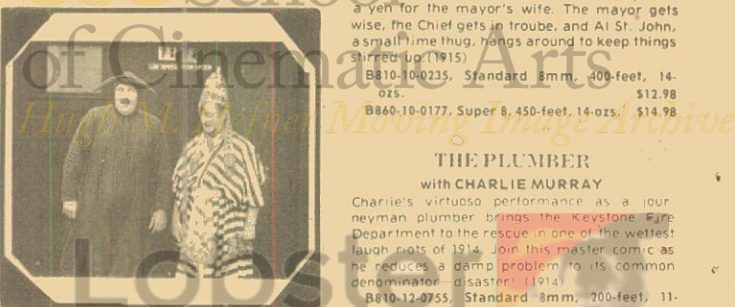 School
of Cinematic Arts
Hugh M. Hefner Moving Image Archive
Lobster
a yen for the mayor's wife. The mayor gets
wise, the Chief gets in troube, and Al St. John,
a small time thug, hangs around to keep things
stirred up. (1915)
B810-10-0235, Standard 8mm, 400-feet, 14-
ozs. $12.98
B860-10-0177, Super 8, 450-feet, 14-ozs. $14.98
THE PLUMBER
with CHARLIE MURRAY
Charlie's virtuoso performance as a jour
neyman plumber brings the Keystone Fire
Department to the rescue in one of the wettest
laugh riots of 1914. Join this master comic as
he reduces a damp problem to its common
denominator—disaster! (1914)
B810-12-0755, Standard 8mm, 200-feet, 11-